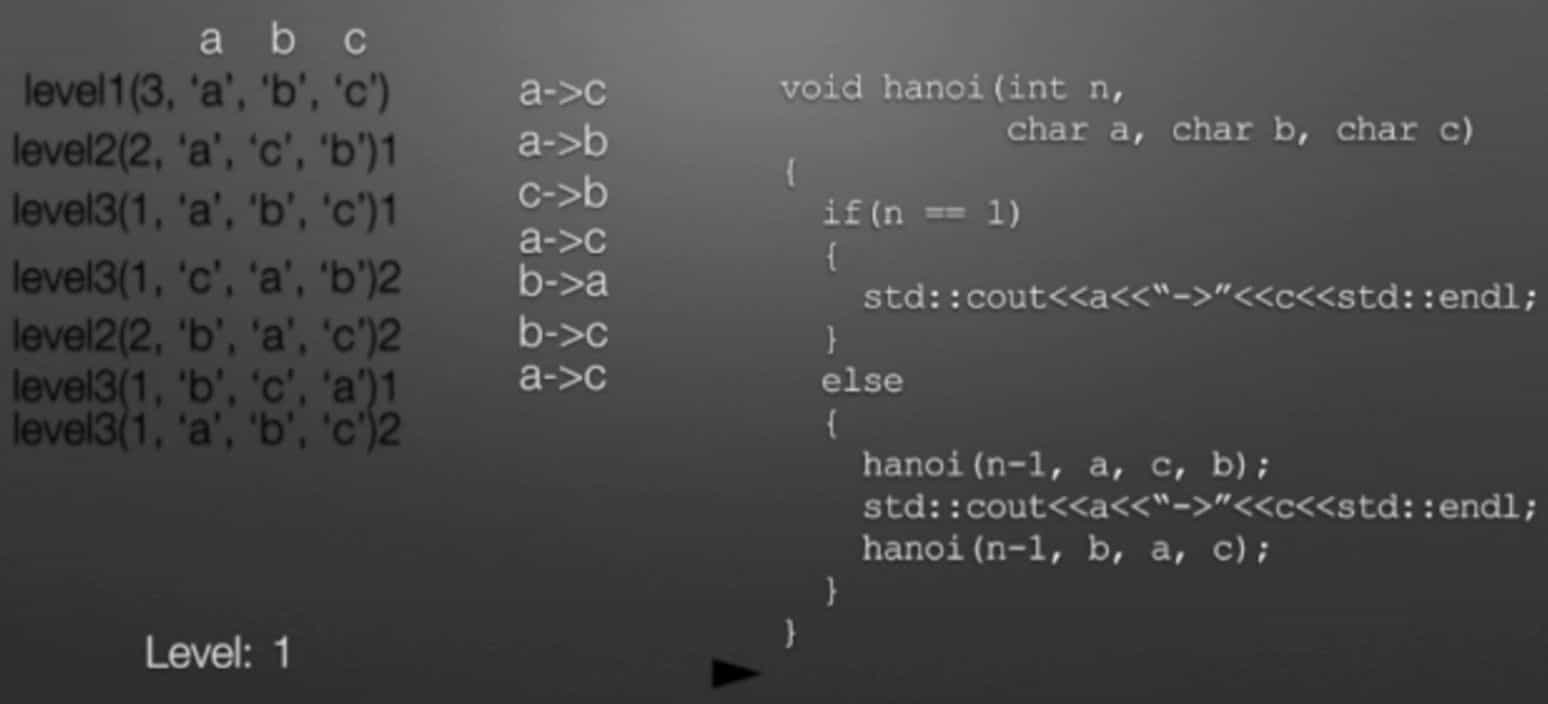 a b c
level1(3, ‘a’, ‘b’, ‘c’)
level2(2, ‘a’, ‘c’, ‘b’)1
level3(1, ‘a’, ‘b’, ‘c’)1
level3(1, ‘c’, ‘a’, ‘b’)2
level2(2, ‘b’, ‘a’, ‘c’)2
level3(1, ‘b’, ‘c’, ‘a’)1
level3(1, ‘a’, ‘b’, ‘c’)2
Level: 1
a->c
a->b
c->b
a->c
b->a
b->c
a->c
void hanoi(int n,
char a, char b, char c)
{
if(n == 1)
{
std::cout<<a<<“->”<<c<<std::endl;
}
else
{
hanoi(n-1, a, c, b);
std::cout<<a<<“->”<<c<<std::endl;
hanoi(n-1, b, a, c);
}
}